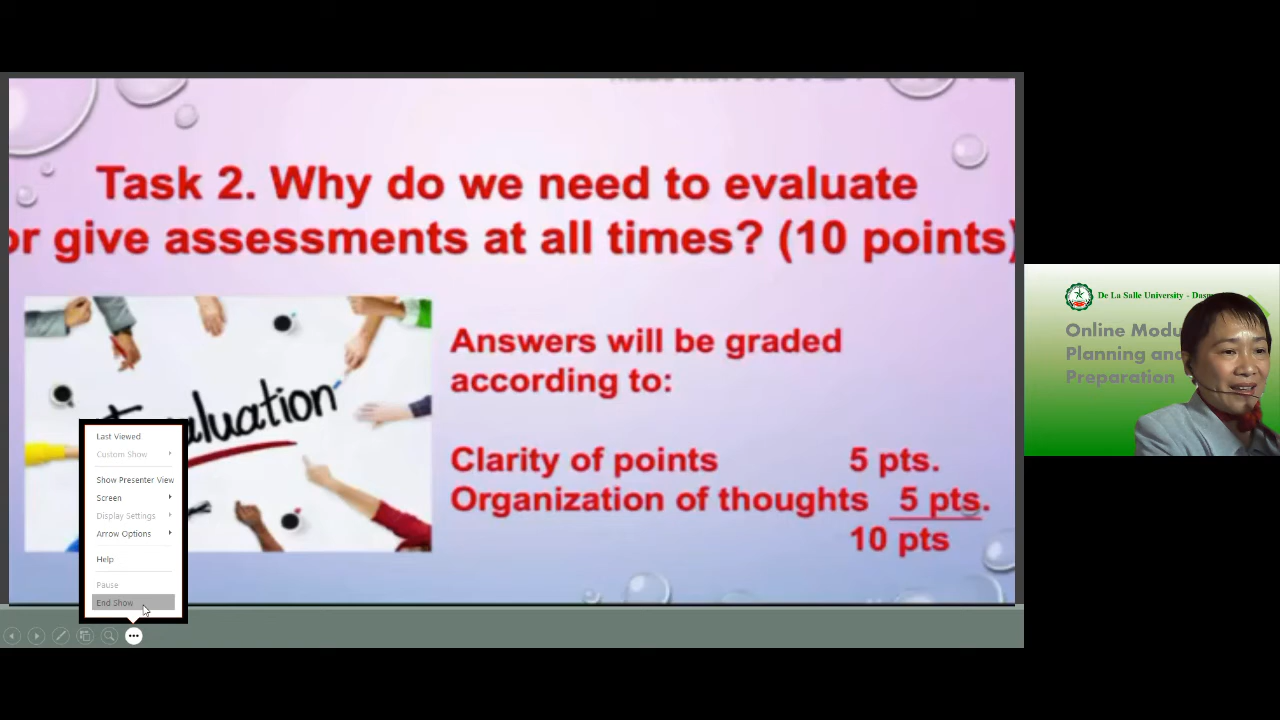 Task 2. Why do we need to evaluate
or give assessments at all times? (10 points)
Answers will be graded
according to:
Clarity of points 5 pts.
Organization of thoughts 5 pts.
10 pts
Last Viewed
Custom Show
Show Presenter View
Screen
Display Settings
Arrow Options
Help
Pause
End Show
De La Salle University
Online
Planning and
Preparation